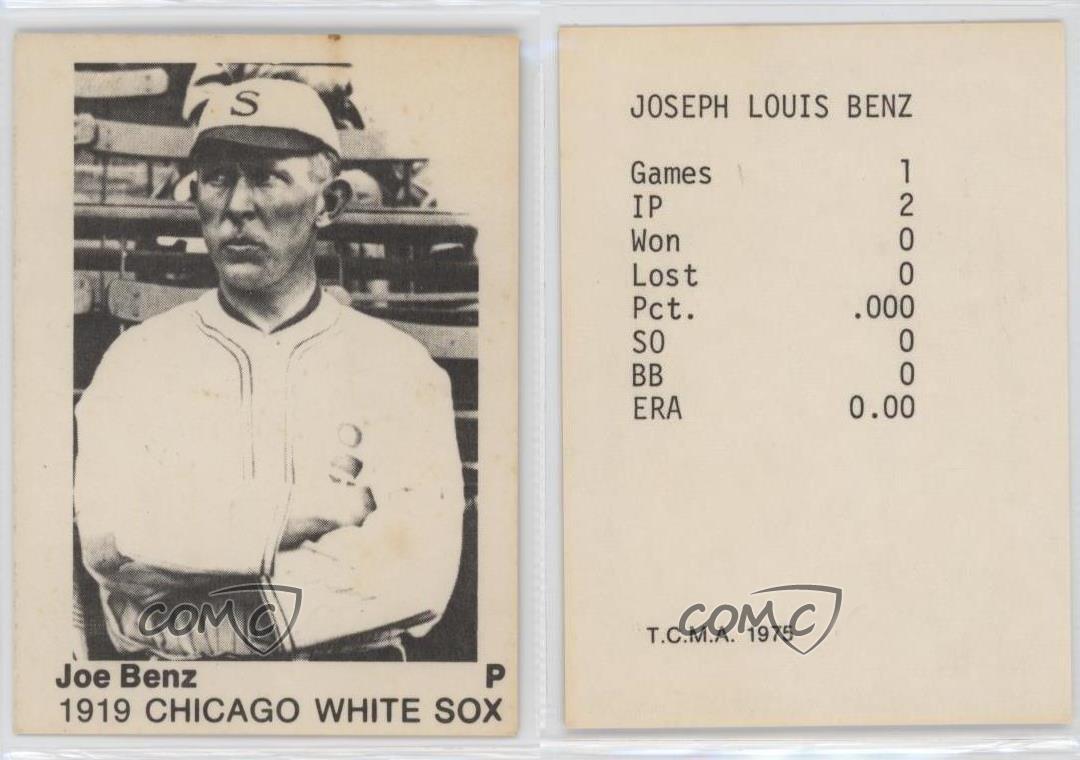 S
COMC
Joe Benz P
1919 CHICAGO WHITE SOX
JOSEPH LOUIS BENZ
Games 1
IP 2
Won 0
Lost 0
Pct. .000
SO 0
BB 0
ERA 0.00
COMC
T.C.M.A. 1975